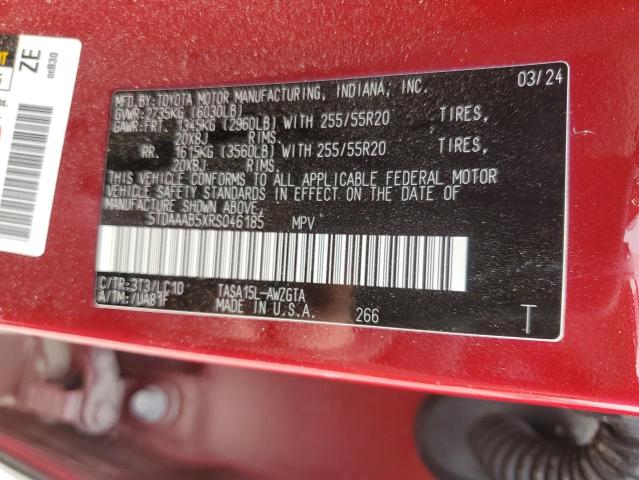 03/24
MFD.BY:TOYOTA MOTOR MANUFACTURING, INDIANA, INC.
GVWR:2735KG (6030LB)
GAWR:FRT. 1345KG (2960LB) WITH 255/55R20 TIRES,
20X8J RIMS.
RR. 1615KG (3560LB) WITH 255/55R20 TIRES,
20X8J RIMS.
THIS VEHICLE CONFORMS TO ALL APPLICABLE FEDERAL MOTOR
VEHICLE SAFETY STANDARDS IN EFFECT ON THE DATE OF
MANUFACTURE SHOWN ABOVE.
5TDAAAB5XRS046185 MPV
C/TR:3T3/LC10 TASA15L-AWZGTA
A/TM:/UA81F MADE IN U.S.A. 266 T
ZE